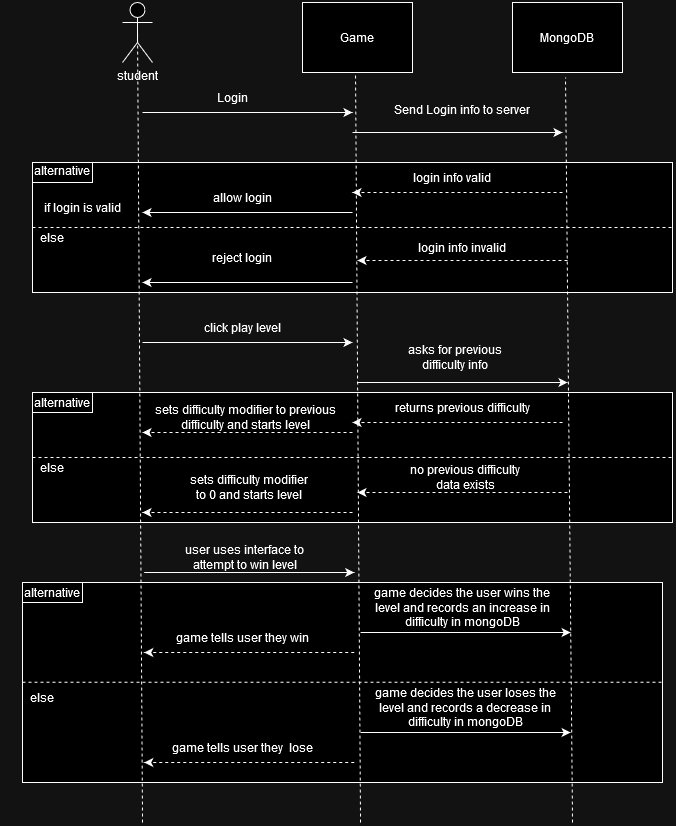 student
Game
MongoDB
Login
Send Login info to server
alternative
login info valid
if login is valid
allow login
else
login info invalid
reject login
click play level
asks for previous
difficulty info
alternative
sets difficulty modifier to previous
difficulty and starts level
returns previous difficulty
else
no previous difficulty
data exists
sets difficulty modifier
to 0 and starts level
user uses interface to
attempt to win level
alternative
game decides the user wins the
level and records an increase in
difficulty in mongoDB
game tells user they win
else
game decides the user loses the
level and records a decrease in
difficulty in mongoDB
game tells user they  lose